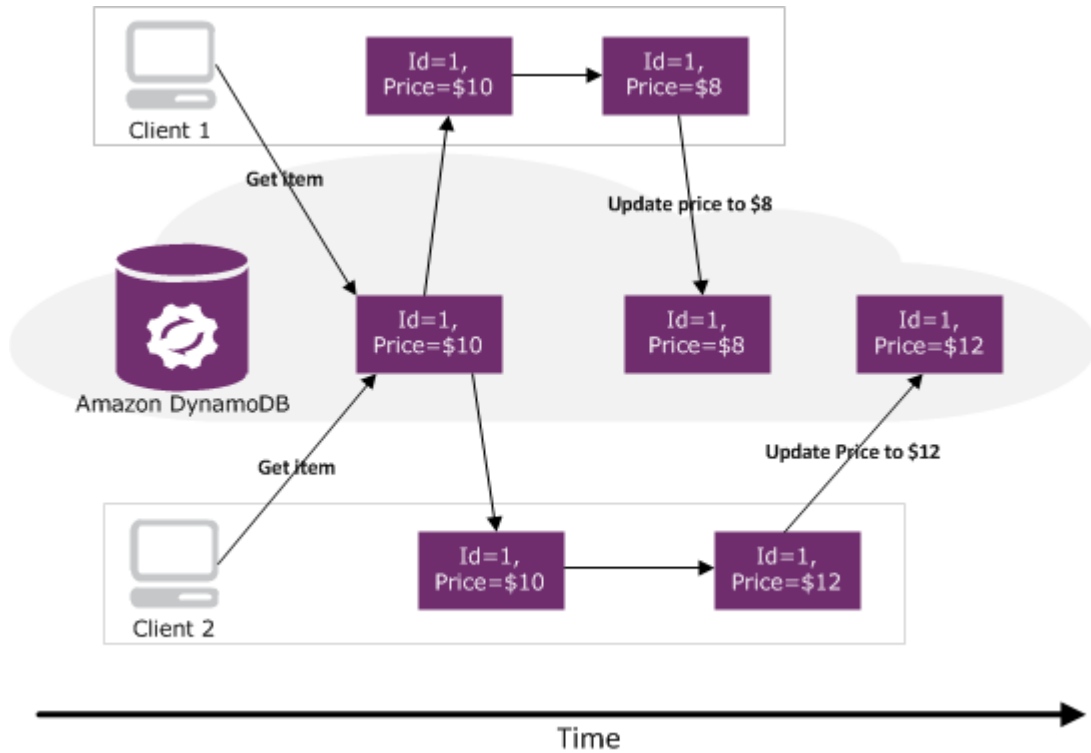 Id=1,
Price=$10
Id=1,
Price=$8
Client 1
Get item
Update price to $8
Id=1,
Price=$10
Id=1,
Price=$8
Id=1,
Price=$12
Amazon DynamoDB
Get item
Update Price to $12
Id=1,
Price=$10
Id=1,
Price=$12
Client 2
Time